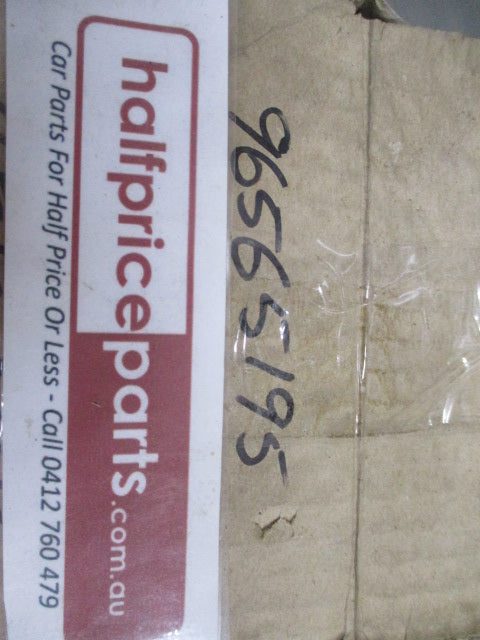 96565195
halfpriceparts.com.au
Car Parts For Half Price Or Less - Call 0412 760 479